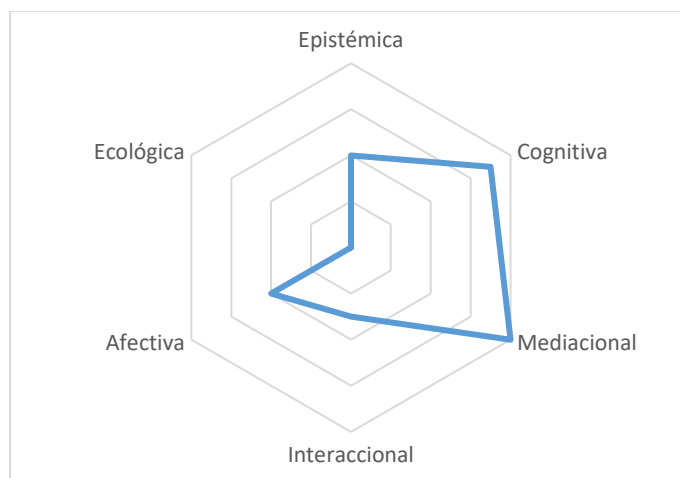 Epistémica
Ecológica
Cognitiva
Afectiva
Mediacional
Interaccional